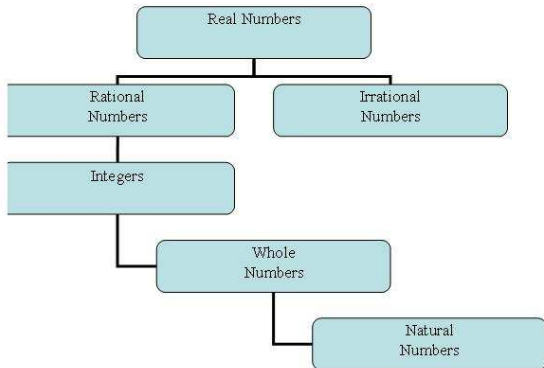 Real Numbers
Rational
Numbers
Irrational
Numbers
Integers
Whole
Numbers
Natural
Numbers